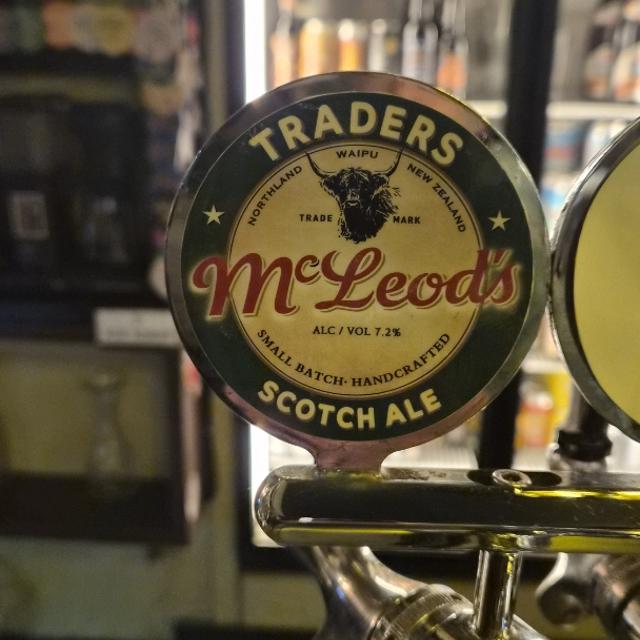 TRADERS
NORTHLAND WAIPU NEW ZEALAND
TRADE MARK
McLeod's
ALC / VOL 7.2%
SMALL BATCH· HANDCRAFTED
SCOTCH ALE